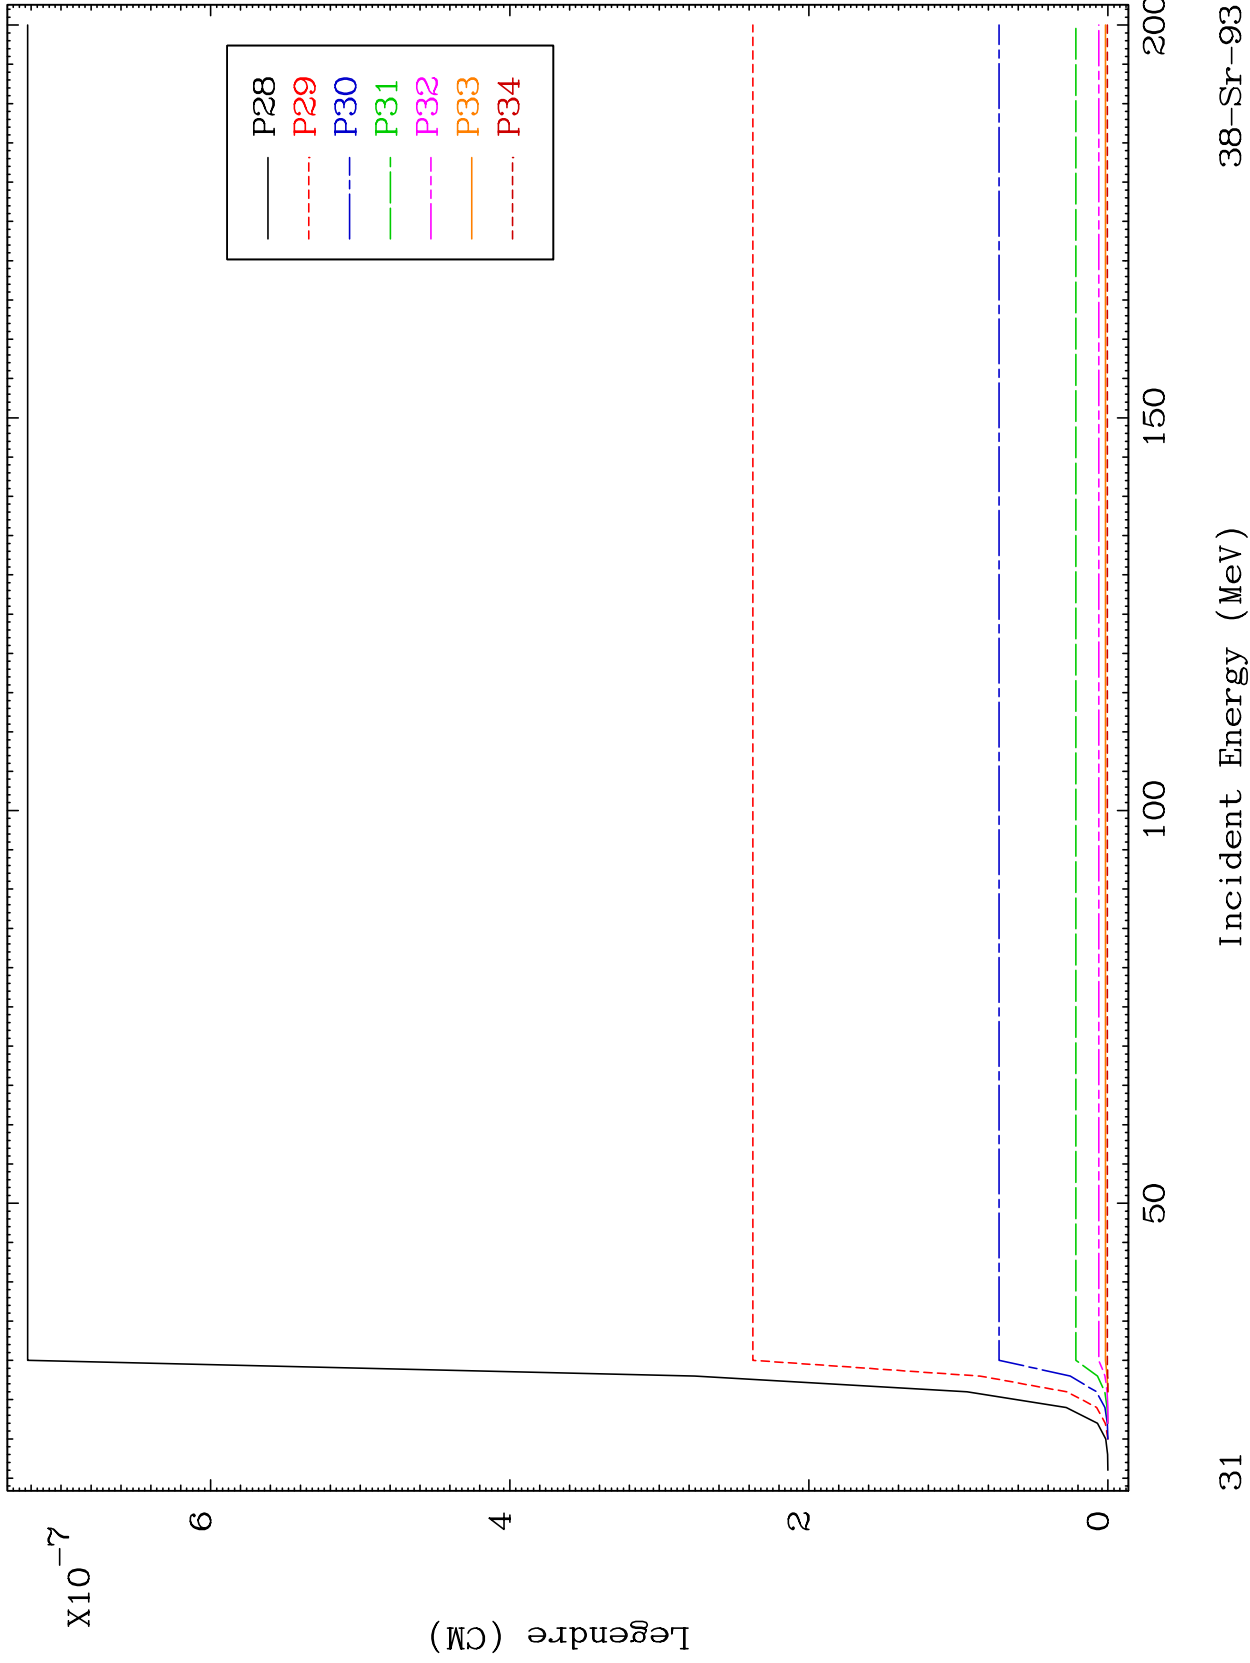 X10-7
6
4
2
0
Legendre (CM)
P28
P29
P30
P31
P32
P33
P34
50
100
150
200
Incident Energy (MeV)
31
38-Sr-93